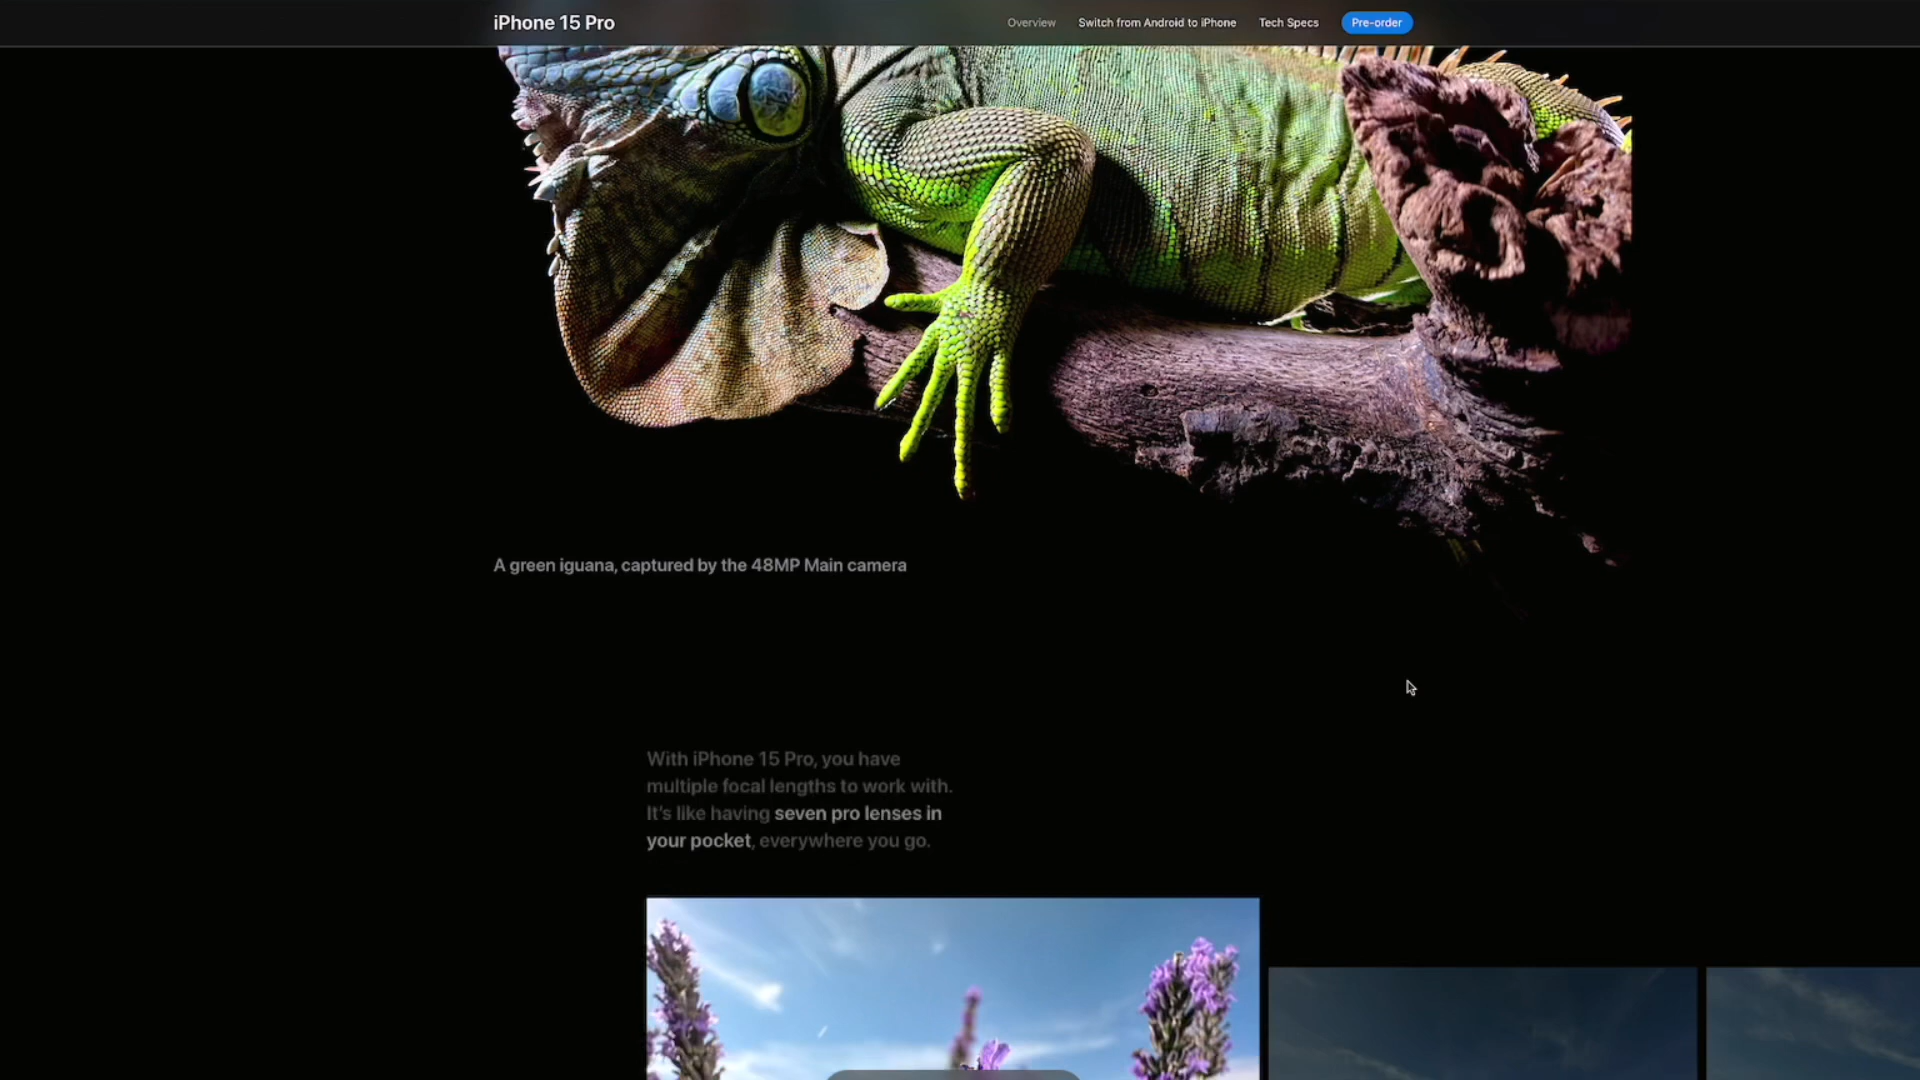 iPhone 15 Pro
Overview
Switch from Android to iPhone
Tech Specs
Pre-order
A green iguana, captured by the 48MP Main camera
With iPhone 15 Pro, you have
multiple focal lengths to work with.
It's like having seven pro lenses in
your pocket, everywhere you go.